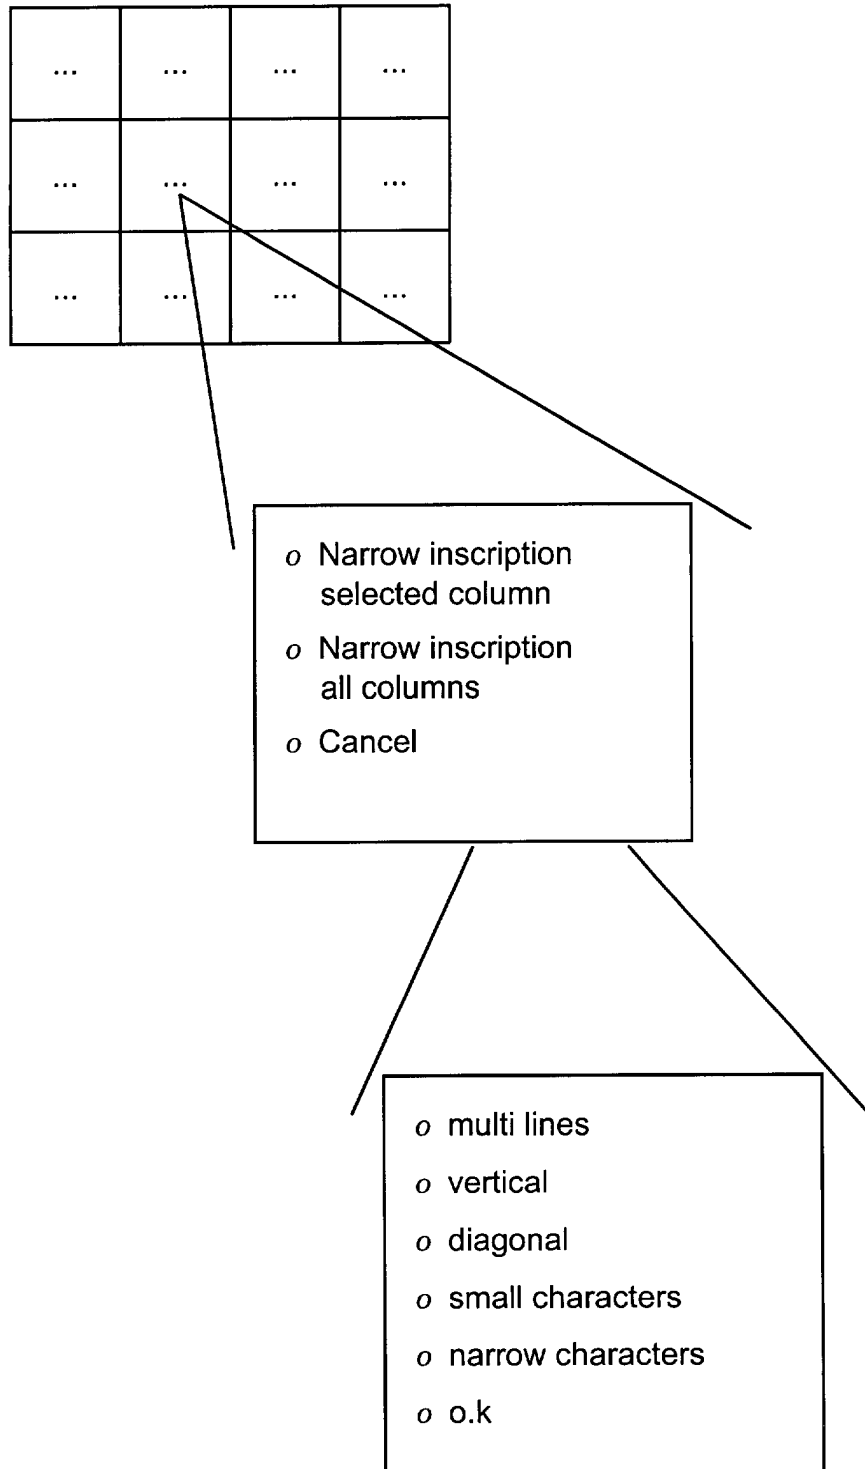 ... ... ... ...
... ... ... ...
... ... ... ...
o Narrow inscription
selected column
o Narrow inscription
all columns
o Cancel
o multi lines
o vertical
o diagonal
o small characters
o narrow characters
o o.k